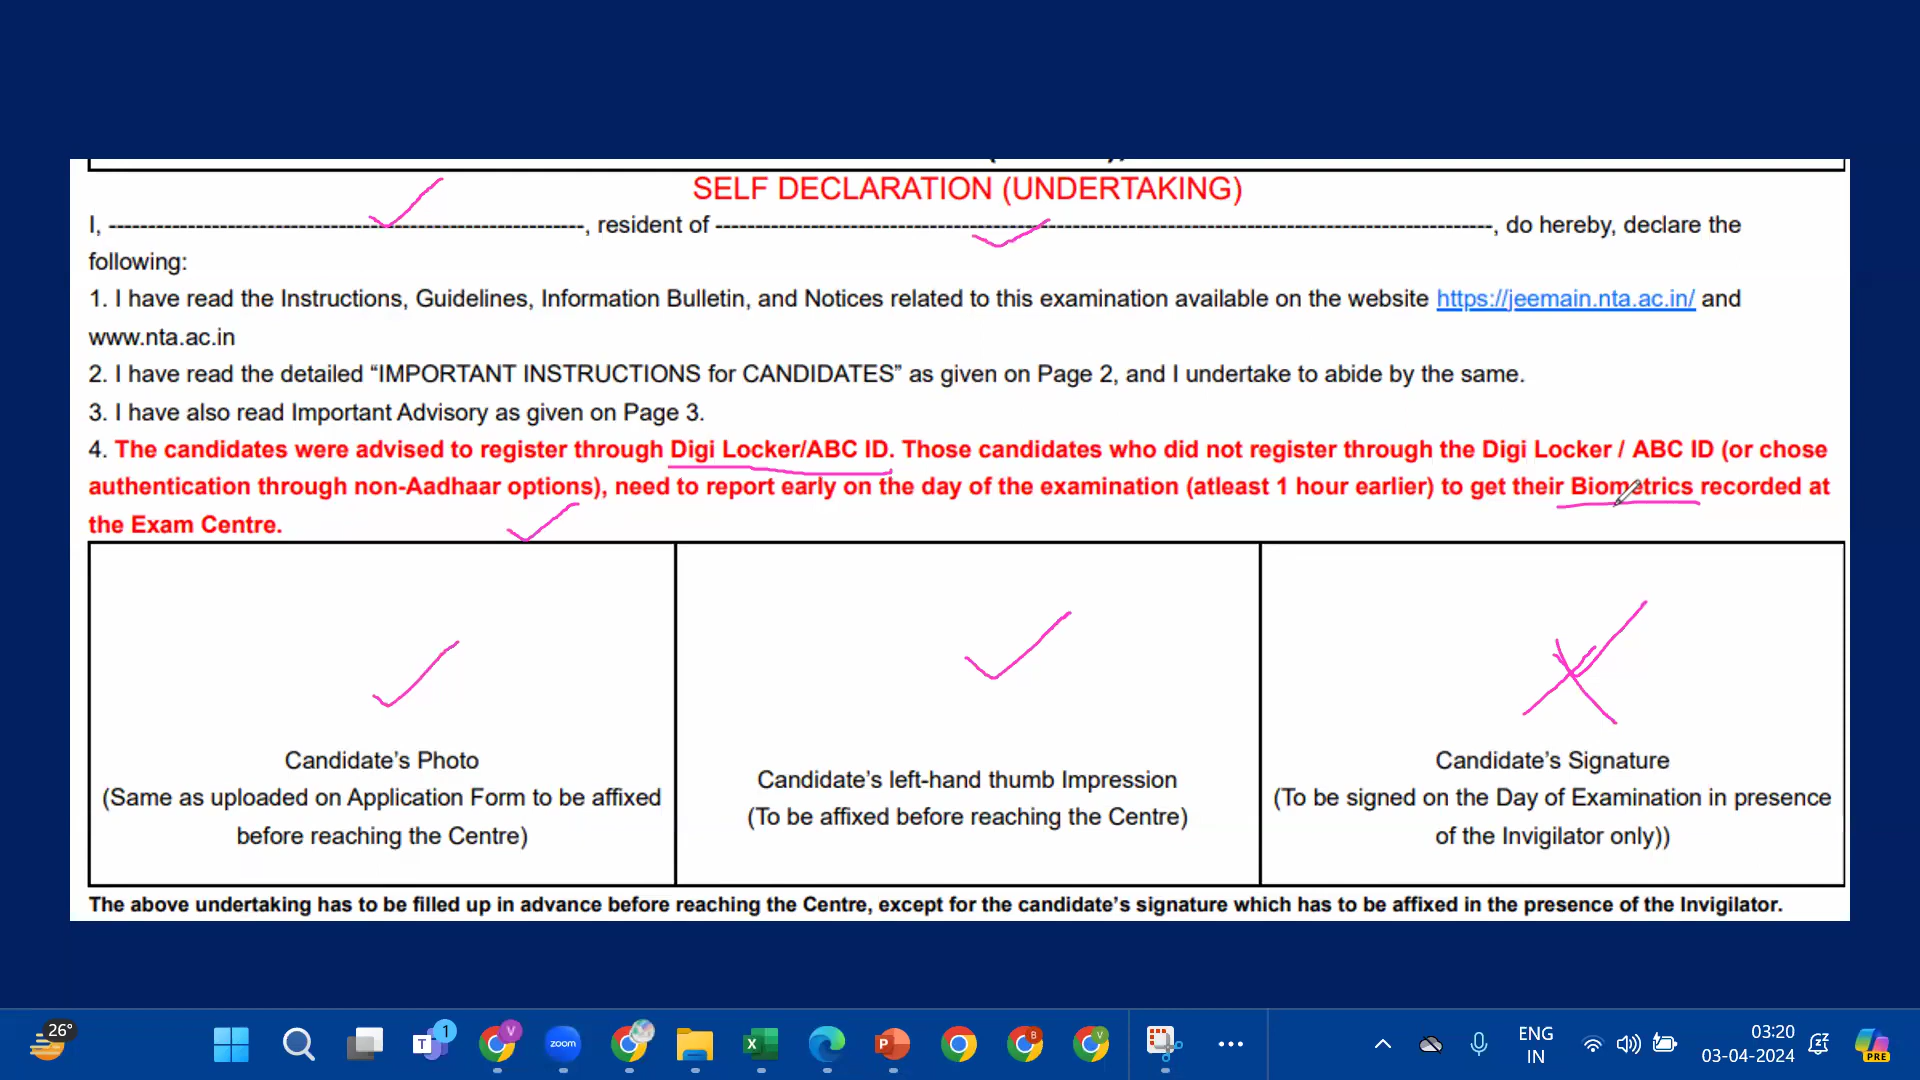 SELF DECLARATION (UNDERTAKING)
I, -----------------------------------------------------------, resident of -------------------------------------------------------------------------------------------------, do hereby, declare the
following:
1. I have read the Instructions, Guidelines, Information Bulletin, and Notices related to this examination available on the website https://jeemain.nta.ac.in/ and
www.nta.ac.in
2. I have read the detailed “IMPORTANT INSTRUCTIONS for CANDIDATES” as given on Page 2, and I undertake to abide by the same.
3. I have also read Important Advisory as given on Page 3.
4. The candidates were advised to register through Digi Locker/ABC ID. Those candidates who did not register through the Digi Locker / ABC ID (or chose
authentication through non-Aadhaar options), need to report early on the day of the examination (atleast 1 hour earlier) to get their Biometrics recorded at
the Exam Centre.
Candidate’s Photo
(Same as uploaded on Application Form to be affixed
before reaching the Centre)
Candidate’s left-hand thumb Impression
(To be affixed before reaching the Centre)
Candidate’s Signature
(To be signed on the Day of Examination in presence
of the Invigilator only))
The above undertaking has to be filled up in advance before reaching the Centre, except for the candidate’s signature which has to be affixed in the presence of the Invigilator.
26°
T
1
V
zoom
X
P
B
V
ENG
IN
03:20
03-04-2024
PRE